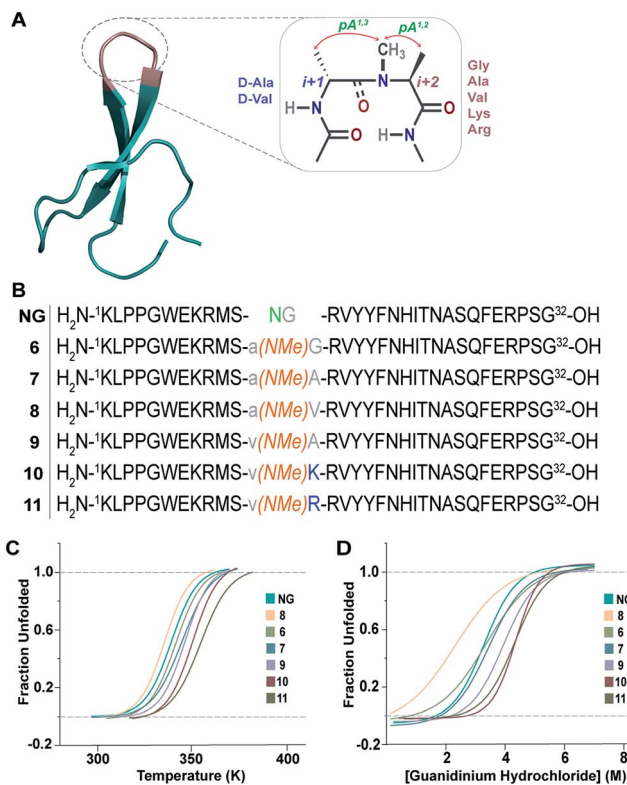 A
pA1,3
pA1,2
CH3
D-Ala
D-Val
i+1
N
i+2
Gly
Ala
Val
Lys
Arg
H
N
O
O
O
H
N
B
NG H2N-1KLPPGWEKRMS- NG -RVYYFNHITNASQFERPSG32-OH
6 H2N-1KLPPGWEKRMS-a(NMe)G-RVYYFNHITNASQFERPSG32-OH
7 H2N-1KLPPGWEKRMS-a(NMe)A-RVYYFNHITNASQFERPSG32-OH
8 H2N-1KLPPGWEKRMS-a(NMe)V-RVYYFNHITNASQFERPSG32-OH
9 H2N-1KLPPGWEKRMS-v(NMe)A-RVYYFNHITNASQFERPSG32-OH
10 H2N-1KLPPGWEKRMS-v(NMe)K-RVYYFNHITNASQFERPSG32-OH
11 H2N-1KLPPGWEKRMS-v(NMe)R-RVYYFNHITNASQFERPSG32-OH
C
Fraction Unfolded
1.0
0.6
0.2
-0.2
300
350
400
Temperature (K)
NG
8
6
7
9
10
11
D
Fraction Unfolded
1.0
0.6
0.2
-0.2
2
4
6
8
[Guanidinium Hydrochloride] (M)
NG
8
6
7
9
10
11